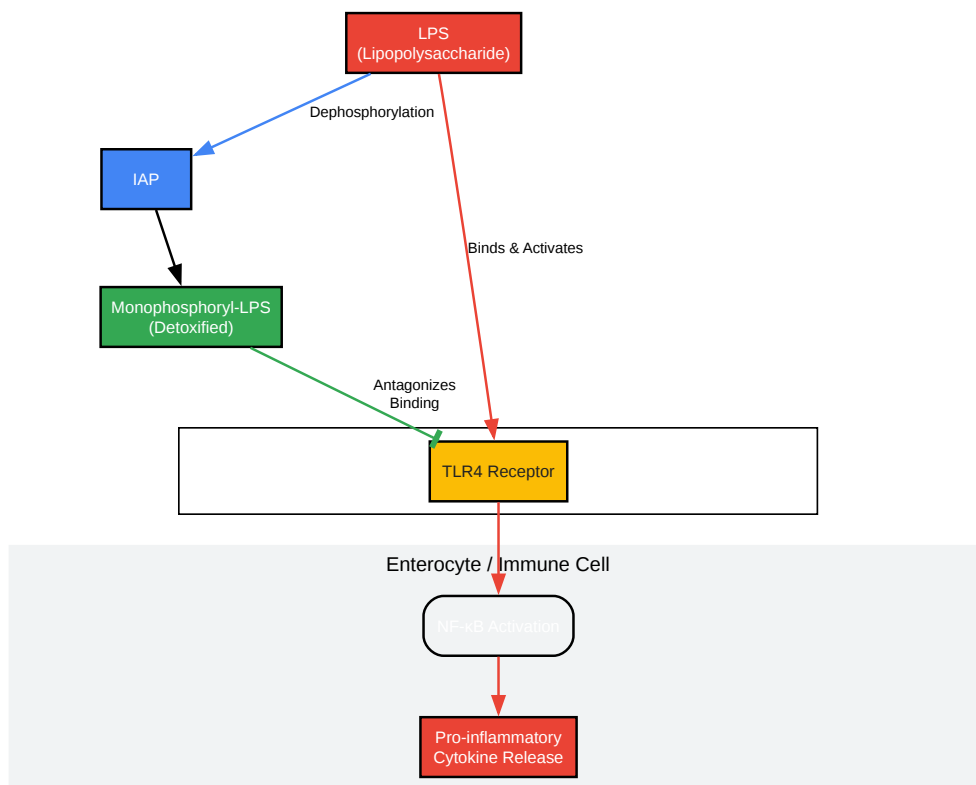 LPS
(Lipopolysaccharide)
Dephosphorylation
IAP
Binds & Activates
Monophosphoryl-LPS
(Detoxified)
Antagonizes
Binding
TLR4 Receptor
Enterocyte / Immune Cell
NF-κB Activation
Pro-inflammatory
Cytokine Release